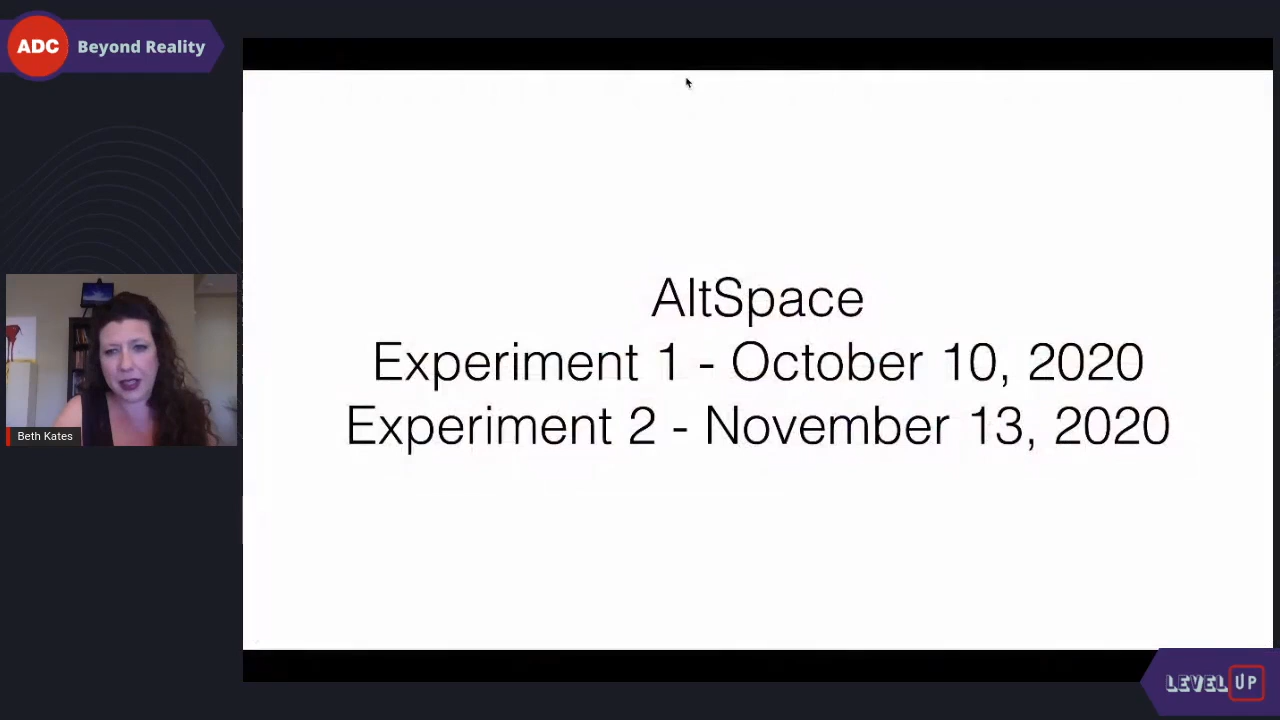 ADC Beyond Reality
AltSpace
Experiment 1 - October 10, 2020
Experiment 2 - November 13, 2020
Beth Kates
LEVEL UP